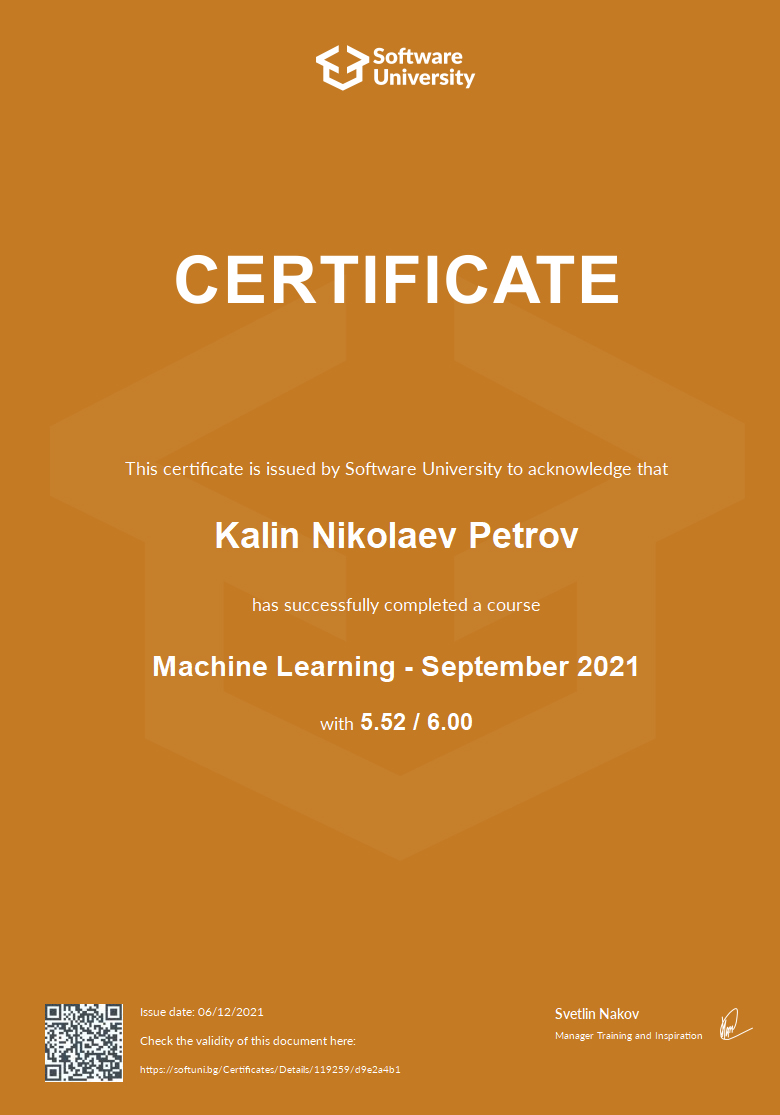 Software
University
CERTIFICATE
This certificate is issued by Software University to acknowledge that
Kalin Nikolaev Petrov
has successfully completed a course
Machine Learning - September 2021
with 5.52 / 6.00
Issue date: 06/12/2021
Check the validity of this document here:
https://softuni.bg/Certificates/Details/119259/d9e2a4b1
Svetlin Nakov
Manager Training and Inspiration